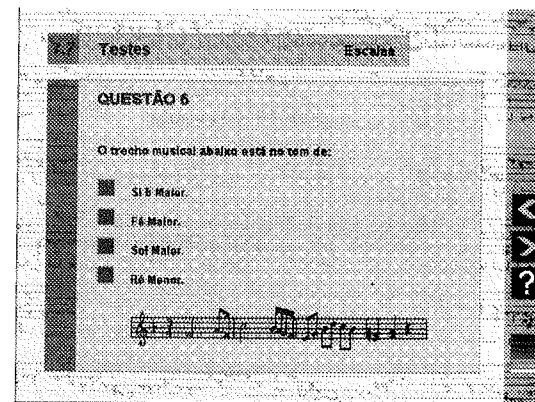 7.7 Testes Escalas
QUESTÃO 6
O trecho musical abaixo está no tom de:
Si b Maior.
Fá Maior.
Sol Maior.
Ré Menor.
?